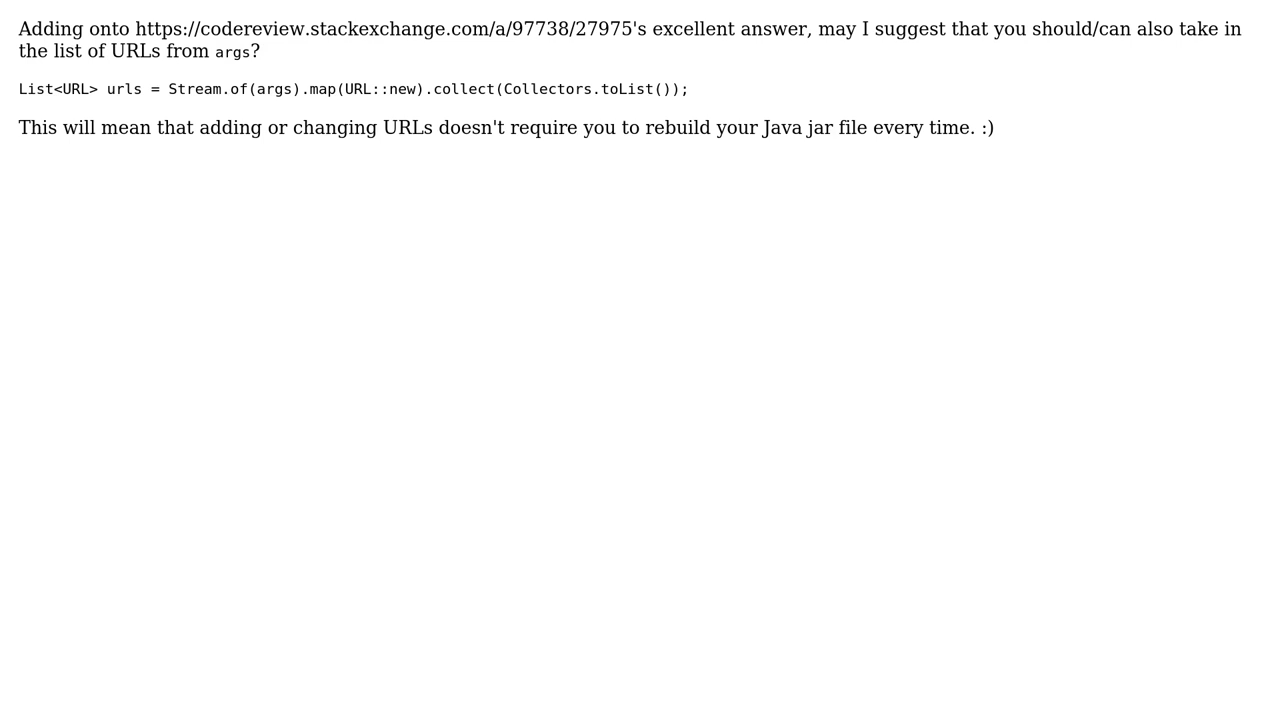 Adding onto https://codereview.stackexchange.com/a/97738/27975's excellent answer, may I suggest that you should/can also take in
the list of URLs from args?
List<URL> urls = Stream.of(args).map(URL::new).collect(Collectors.toList());
This will mean that adding or changing URLs doesn't require you to rebuild your Java jar file every time. :)